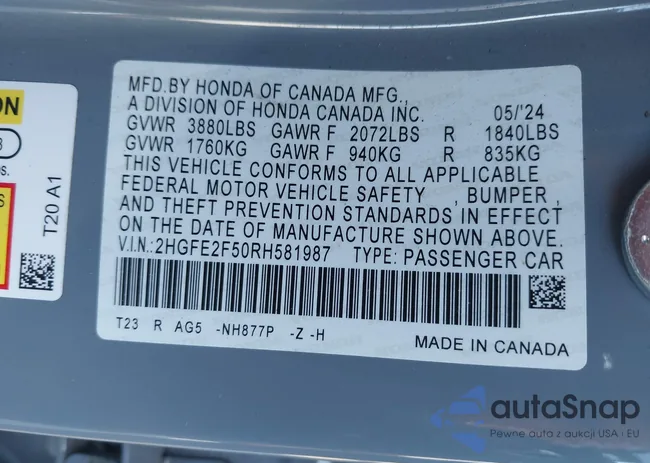 MFD.BY HONDA OF CANADA MFG.,
A DIVISION OF HONDA CANADA INC. 05/'24
GVWR 3880LBS GAWR F 2072LBS R 1840LBS
GVWR 1760KG GAWR F 940KG R 835KG
THIS VEHICLE CONFORMS TO ALL APPLICABLE
FEDERAL MOTOR VEHICLE SAFETY , BUMPER ,
AND THEFT PREVENTION STANDARDS IN EFFECT
ON THE DATE OF MANUFACTURE SHOWN ABOVE.
V.I.N.:2HGFE2F50RH581987 TYPE: PASSENGER CAR
T23 R AG5 -NH877P -Z -H
MADE IN CANADA
T20 A1
autaSnap
Pewne auta z aukcji USA i EU